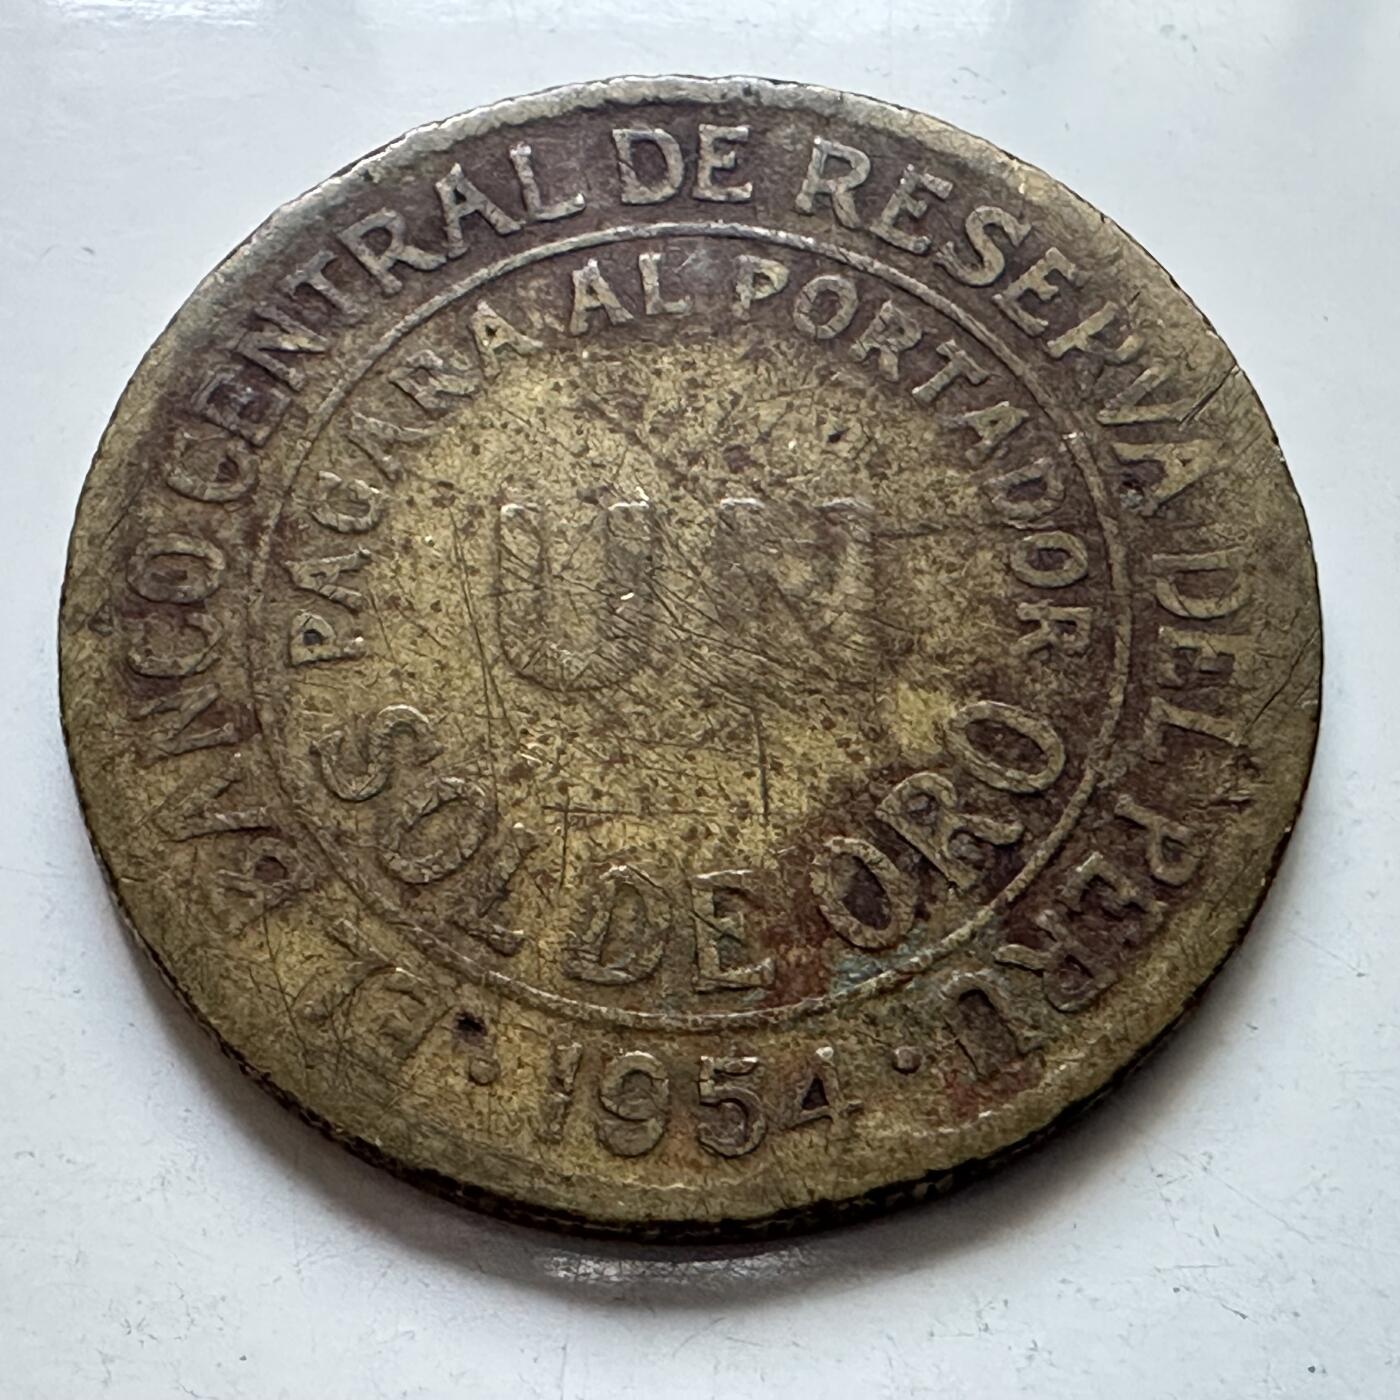 BANCO CENTRAL DE RESERVA DEL PERU
PAGARA AL PORTADOR
UN
SOL DE ORO
· 1954 ·